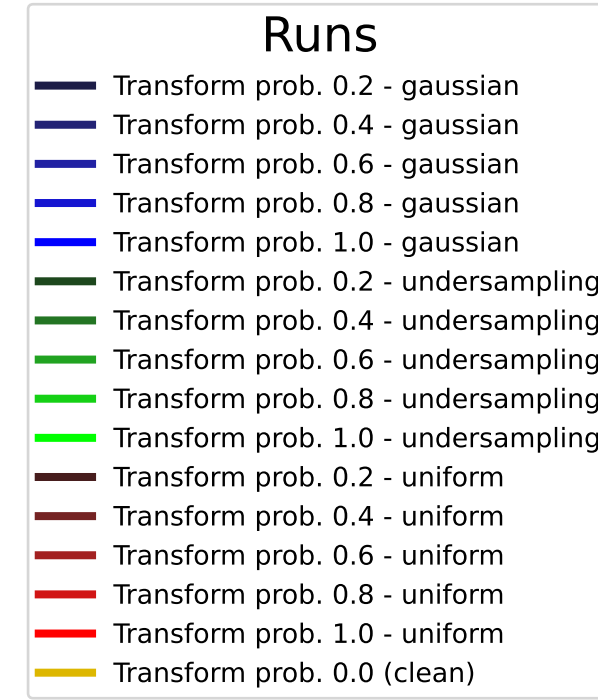 Runs
Transform prob. 0.2 - gaussian
Transform prob. 0.4 - gaussian
Transform prob. 0.6 - gaussian
Transform prob. 0.8 - gaussian
Transform prob. 1.0 - gaussian
Transform prob. 0.2 - undersampling
Transform prob. 0.4 - undersampling
Transform prob. 0.6 - undersampling
Transform prob. 0.8 - undersampling
Transform prob. 1.0 - undersampling
Transform prob. 0.2 - uniform
Transform prob. 0.4 - uniform
Transform prob. 0.6 - uniform
Transform prob. 0.8 - uniform
Transform prob. 1.0 - uniform
Transform prob. 0.0 (clean)